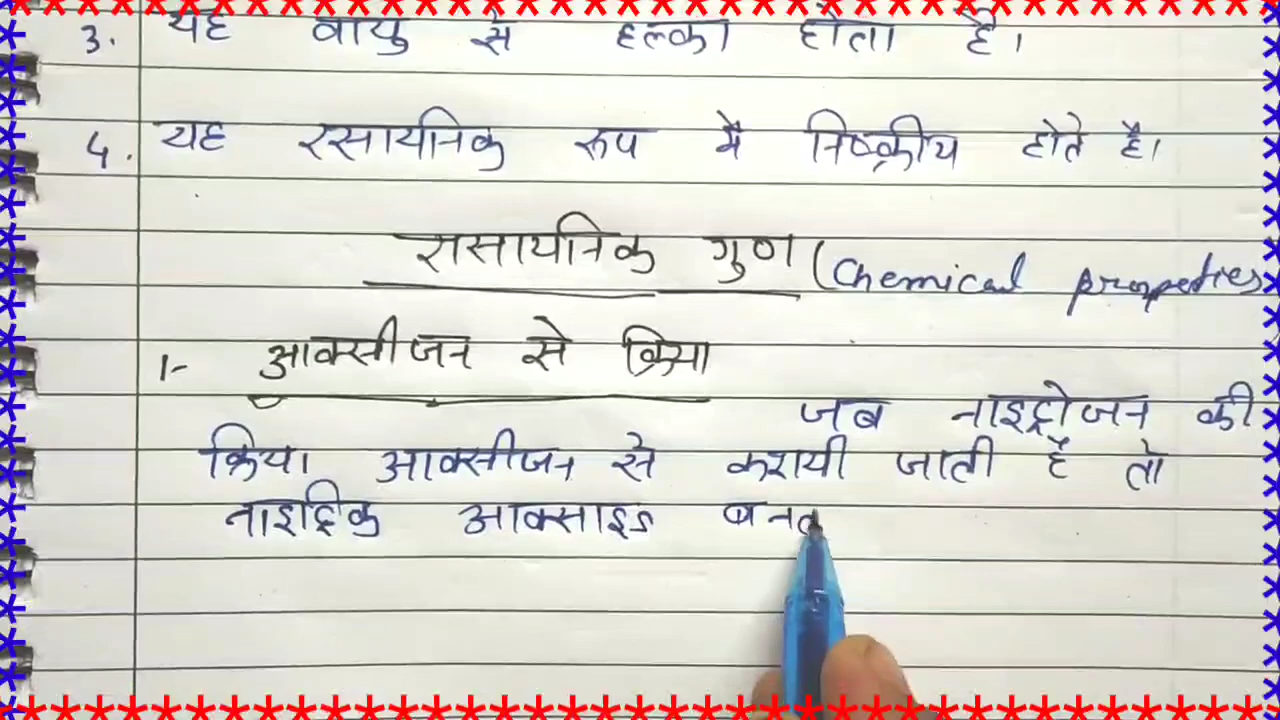 3. यह वायु से हल्का होता है।
4. यह रसायनिक रूप में निष्क्रीय होते है।
रासायनिक गुण (Chemical properties
1- आक्सीजन से क्रिया
जब नाइट्रोजन की
क्रिया आक्सीजन से करायी जाती है तो
नाइट्रिक आक्साइड बनत